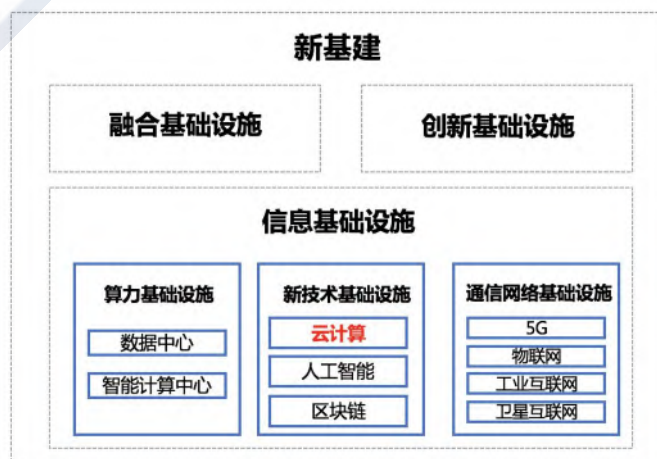 新基建
融合基础设施
创新基础设施
信息基础设施
算力基础设施
数据中心
智能计算中心
新技术基础设施
云计算
人工智能
区块链
通信网络基础设施
5G
物联网
工业互联网
卫星互联网